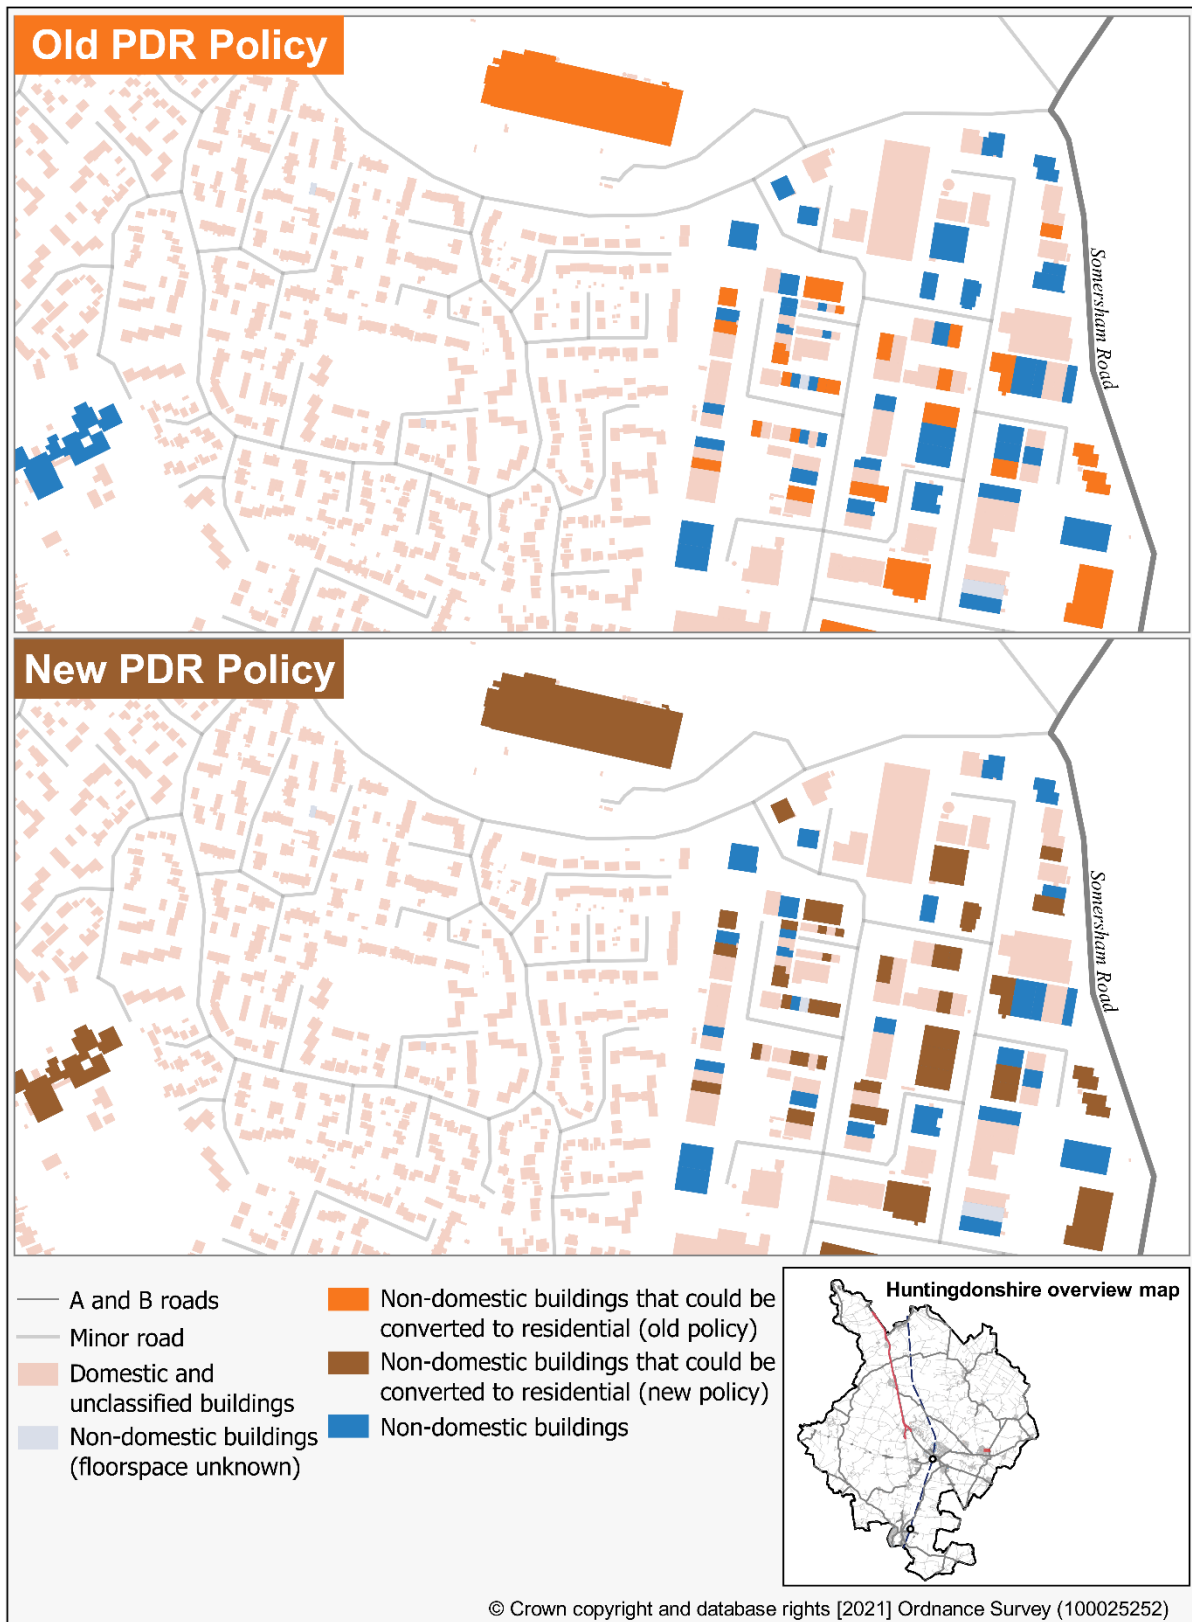 Old PDR Policy
Somersham Road
New PDR Policy
Somersham Road
A and B roads
Minor road
Domestic and
unclassified buildings
Non-domestic buildings
(floorspace unknown)
Non-domestic buildings that could be
converted to residential (old policy)
Non-domestic buildings that could be
converted to residential (new policy)
Non-domestic buildings
Huntingdonshire overview map
© Crown copyright and database rights [2021] Ordnance Survey (100025252)